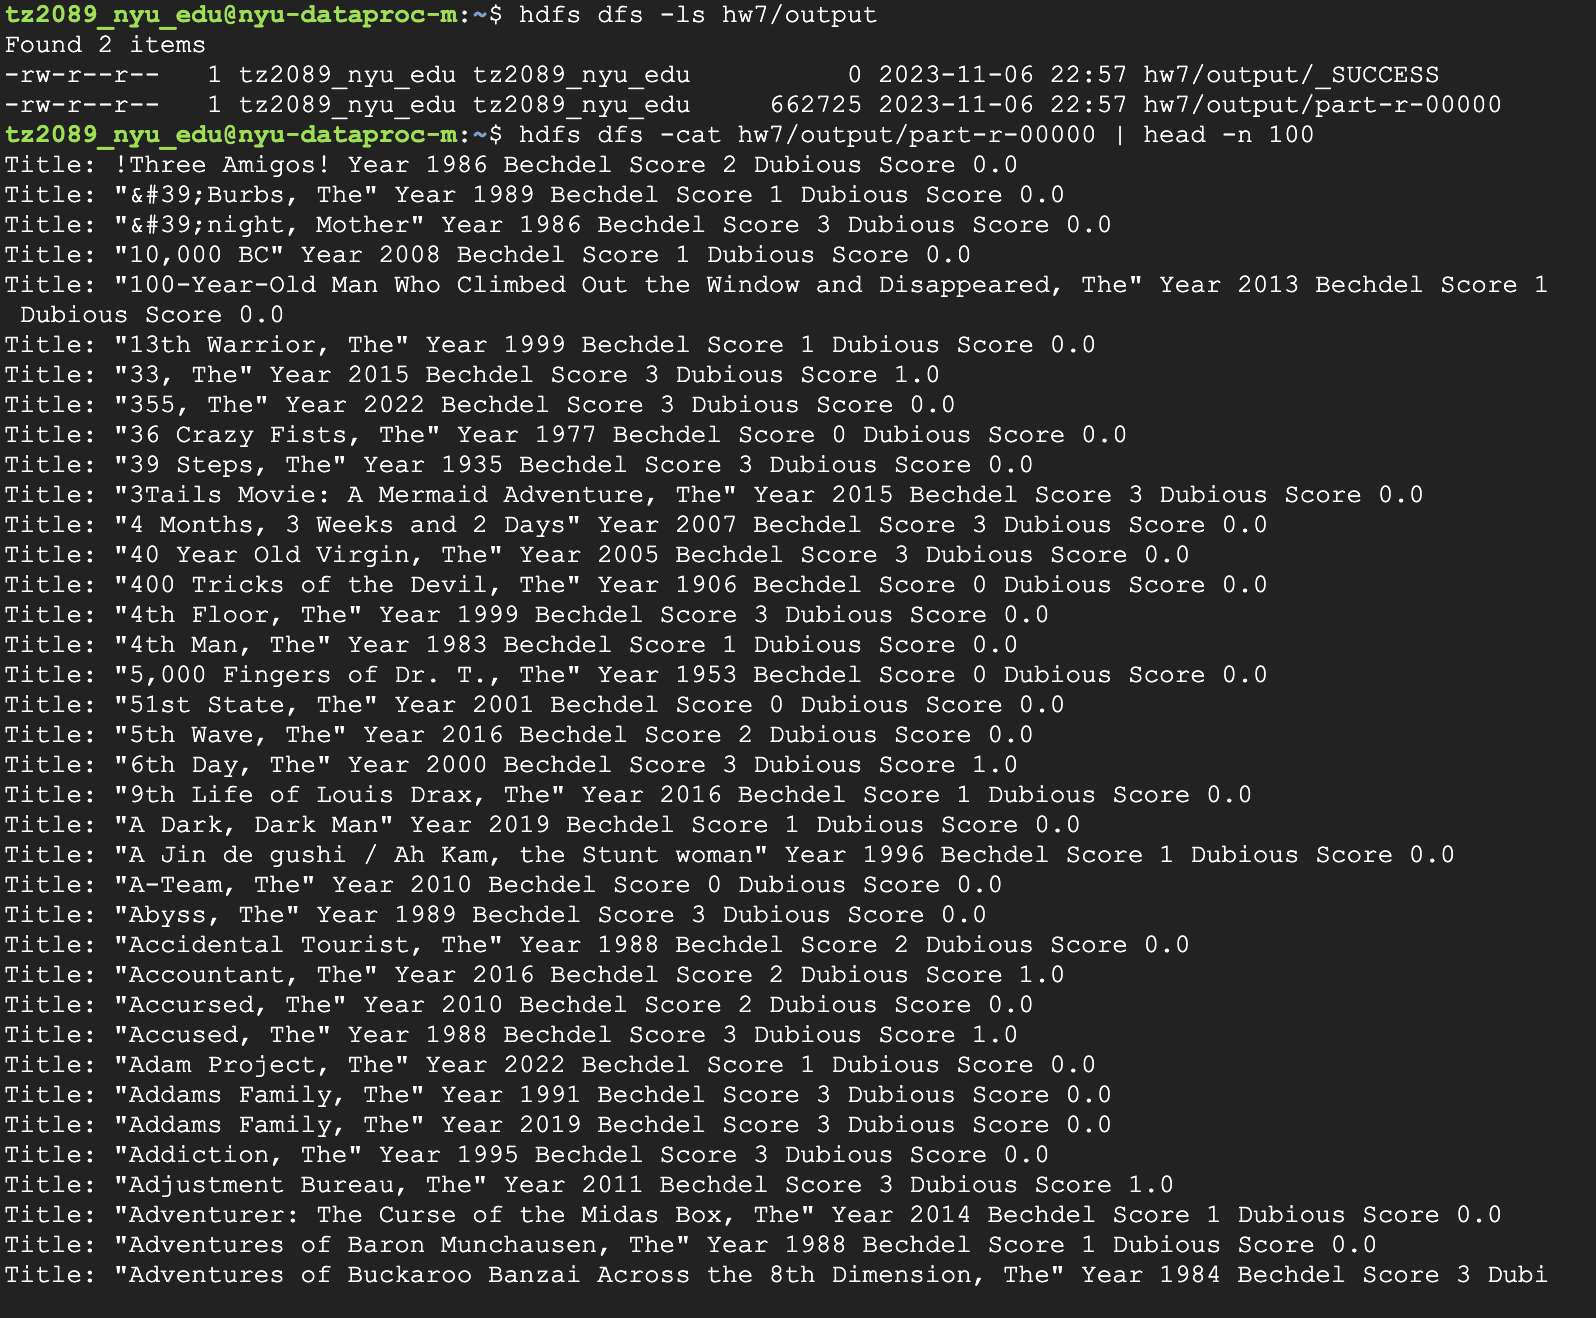 tz2089_nyu_edu@nyu-dataproc-m:~$ hdfs dfs -ls hw7/output
Found 2 items
-rw-r--r--   1 tz2089_nyu_edu tz2089_nyu_edu          0 2023-11-06 22:57 hw7/output/_SUCCESS
-rw-r--r--   1 tz2089_nyu_edu tz2089_nyu_edu     662725 2023-11-06 22:57 hw7/output/part-r-00000
tz2089_nyu_edu@nyu-dataproc-m:~$ hdfs dfs -cat hw7/output/part-r-00000 | head -n 100
Title: !Three Amigos! Year 1986 Bechdel Score 2 Dubious Score 0.0
Title: "&#39;Burbs, The" Year 1989 Bechdel Score 1 Dubious Score 0.0
Title: "&#39;night, Mother" Year 1986 Bechdel Score 3 Dubious Score 0.0
Title: "10,000 BC" Year 2008 Bechdel Score 1 Dubious Score 0.0
Title: "100-Year-Old Man Who Climbed Out the Window and Disappeared, The" Year 2013 Bechdel Score 1
 Dubious Score 0.0
Title: "13th Warrior, The" Year 1999 Bechdel Score 1 Dubious Score 0.0
Title: "33, The" Year 2015 Bechdel Score 3 Dubious Score 1.0
Title: "355, The" Year 2022 Bechdel Score 3 Dubious Score 0.0
Title: "36 Crazy Fists, The" Year 1977 Bechdel Score 0 Dubious Score 0.0
Title: "39 Steps, The" Year 1935 Bechdel Score 3 Dubious Score 0.0
Title: "3Tails Movie: A Mermaid Adventure, The" Year 2015 Bechdel Score 3 Dubious Score 0.0
Title: "4 Months, 3 Weeks and 2 Days" Year 2007 Bechdel Score 3 Dubious Score 0.0
Title: "40 Year Old Virgin, The" Year 2005 Bechdel Score 3 Dubious Score 0.0
Title: "400 Tricks of the Devil, The" Year 1906 Bechdel Score 0 Dubious Score 0.0
Title: "4th Floor, The" Year 1999 Bechdel Score 3 Dubious Score 0.0
Title: "4th Man, The" Year 1983 Bechdel Score 1 Dubious Score 0.0
Title: "5,000 Fingers of Dr. T., The" Year 1953 Bechdel Score 0 Dubious Score 0.0
Title: "51st State, The" Year 2001 Bechdel Score 0 Dubious Score 0.0
Title: "5th Wave, The" Year 2016 Bechdel Score 2 Dubious Score 0.0
Title: "6th Day, The" Year 2000 Bechdel Score 3 Dubious Score 1.0
Title: "9th Life of Louis Drax, The" Year 2016 Bechdel Score 1 Dubious Score 0.0
Title: "A Dark, Dark Man" Year 2019 Bechdel Score 1 Dubious Score 0.0
Title: "A Jin de gushi / Ah Kam, the Stunt woman" Year 1996 Bechdel Score 1 Dubious Score 0.0
Title: "A-Team, The" Year 2010 Bechdel Score 0 Dubious Score 0.0
Title: "Abyss, The" Year 1989 Bechdel Score 3 Dubious Score 0.0
Title: "Accidental Tourist, The" Year 1988 Bechdel Score 2 Dubious Score 0.0
Title: "Accountant, The" Year 2016 Bechdel Score 2 Dubious Score 1.0
Title: "Accursed, The" Year 2010 Bechdel Score 2 Dubious Score 0.0
Title: "Accused, The" Year 1988 Bechdel Score 3 Dubious Score 1.0
Title: "Adam Project, The" Year 2022 Bechdel Score 1 Dubious Score 0.0
Title: "Addams Family, The" Year 1991 Bechdel Score 3 Dubious Score 0.0
Title: "Addams Family, The" Year 2019 Bechdel Score 3 Dubious Score 0.0
Title: "Addiction, The" Year 1995 Bechdel Score 3 Dubious Score 0.0
Title: "Adjustment Bureau, The" Year 2011 Bechdel Score 3 Dubious Score 1.0
Title: "Adventurer: The Curse of the Midas Box, The" Year 2014 Bechdel Score 1 Dubious Score 0.0
Title: "Adventures of Baron Munchausen, The" Year 1988 Bechdel Score 1 Dubious Score 0.0
Title: "Adventures of Buckaroo Banzai Across the 8th Dimension, The" Year 1984 Bechdel Score 3 Dubi